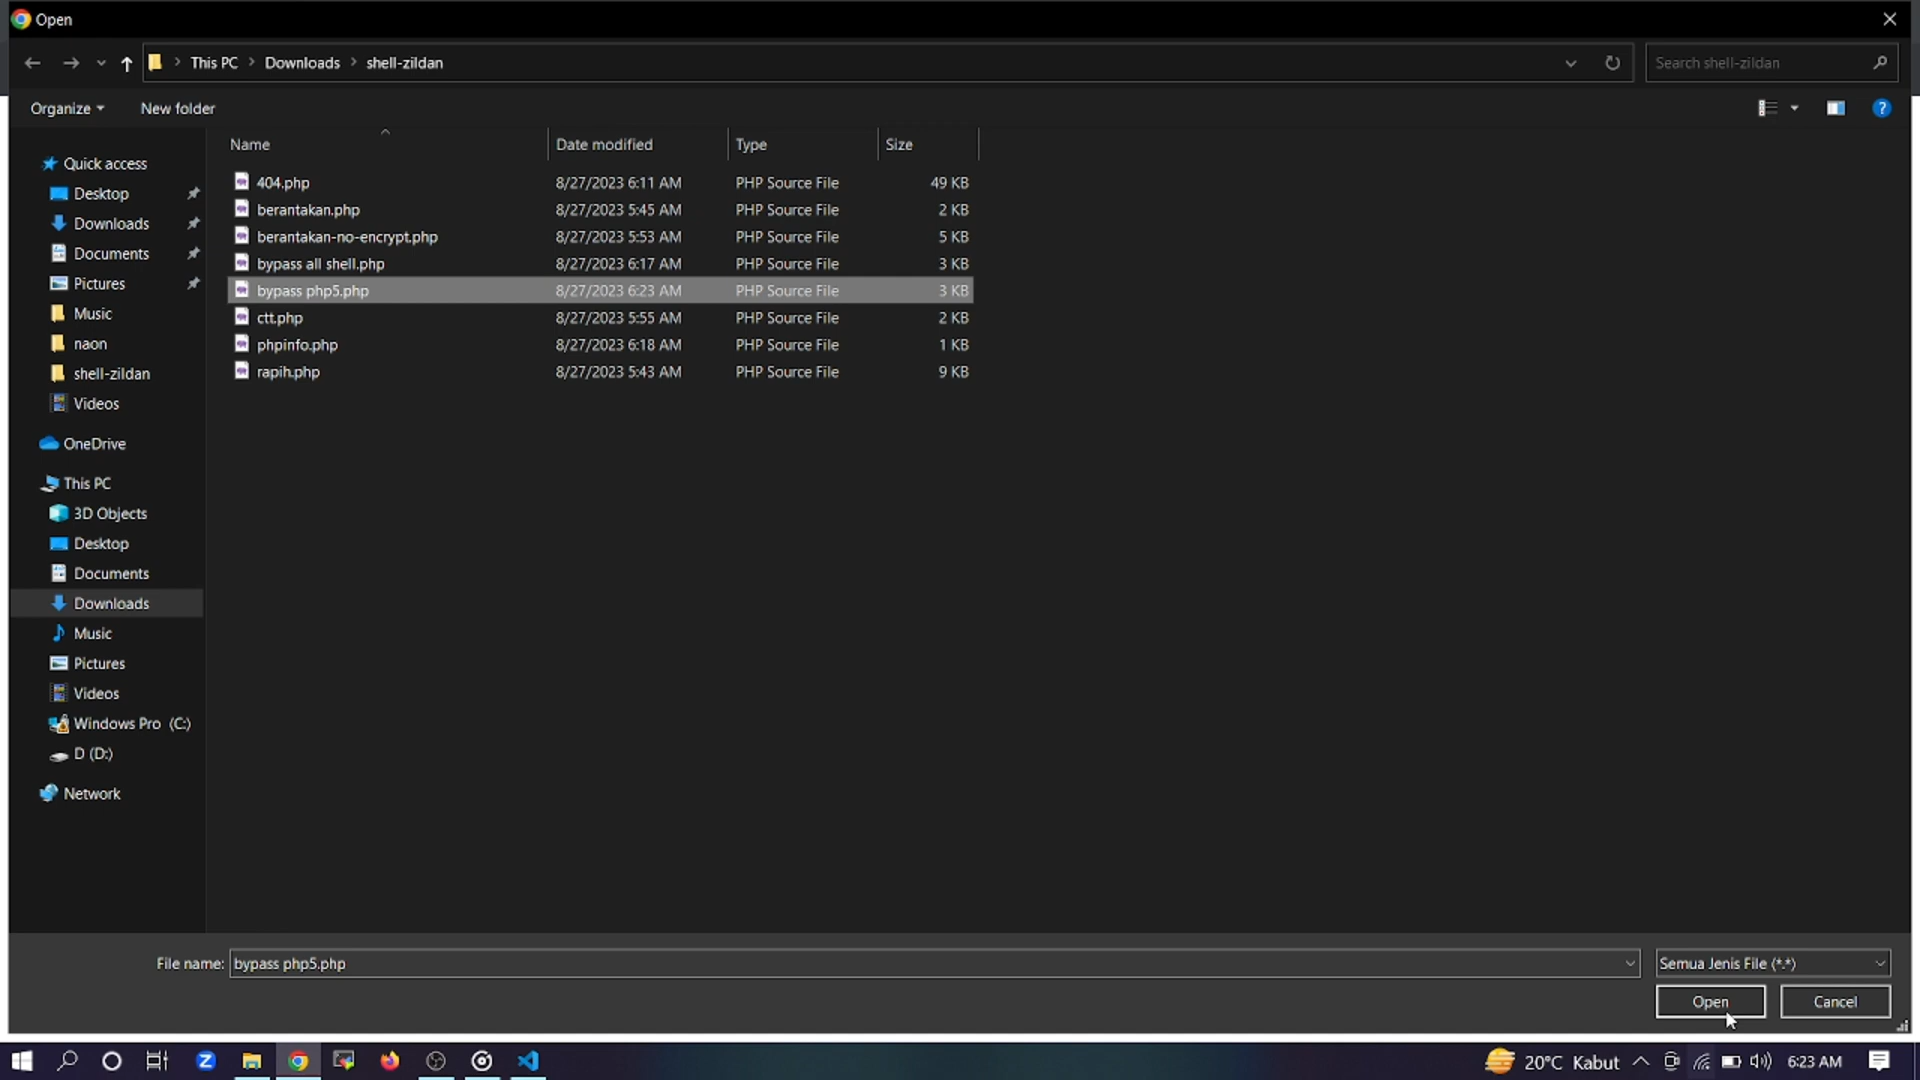 Open
This PC > Downloads > shell-zildan
Search shell-zildan
Organize
New folder
Name Date modified Type Size
404.php 8/27/2023 6:11 AM PHP Source File 49 KB
berantakan.php 8/27/2023 5:45 AM PHP Source File 2 KB
berantakan-no-encrypt.php 8/27/2023 5:53 AM PHP Source File 5 KB
bypass all shell.php 8/27/2023 6:17 AM PHP Source File 3 KB
bypass php5.php 8/27/2023 6:23 AM PHP Source File 3 KB
ctt.php 8/27/2023 5:55 AM PHP Source File 2 KB
phpinfo.php 8/27/2023 6:18 AM PHP Source File 1 KB
rapih.php 8/27/2023 5:43 AM PHP Source File 9 KB
Quick access
Desktop
Downloads
Documents
Pictures
Music
naon
shell-zildan
Videos
OneDrive
This PC
3D Objects
Desktop
Documents
Downloads
Music
Pictures
Videos
Windows Pro (C:)
D (D:)
Network
File name: bypass php5.php
Semua Jenis File (*.*)
Open
Cancel
20°C Kabut
6:23 AM